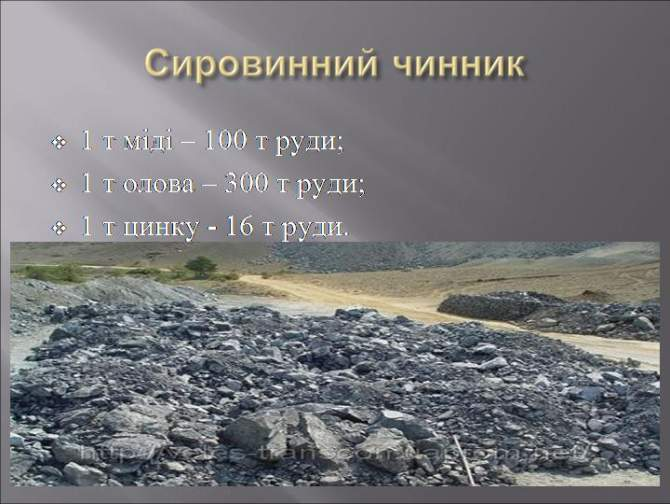 Сировинний чинник
1 т міді – 100 т руди;
1 т олова – 300 т руди;
1 т цинку - 16 т руди.